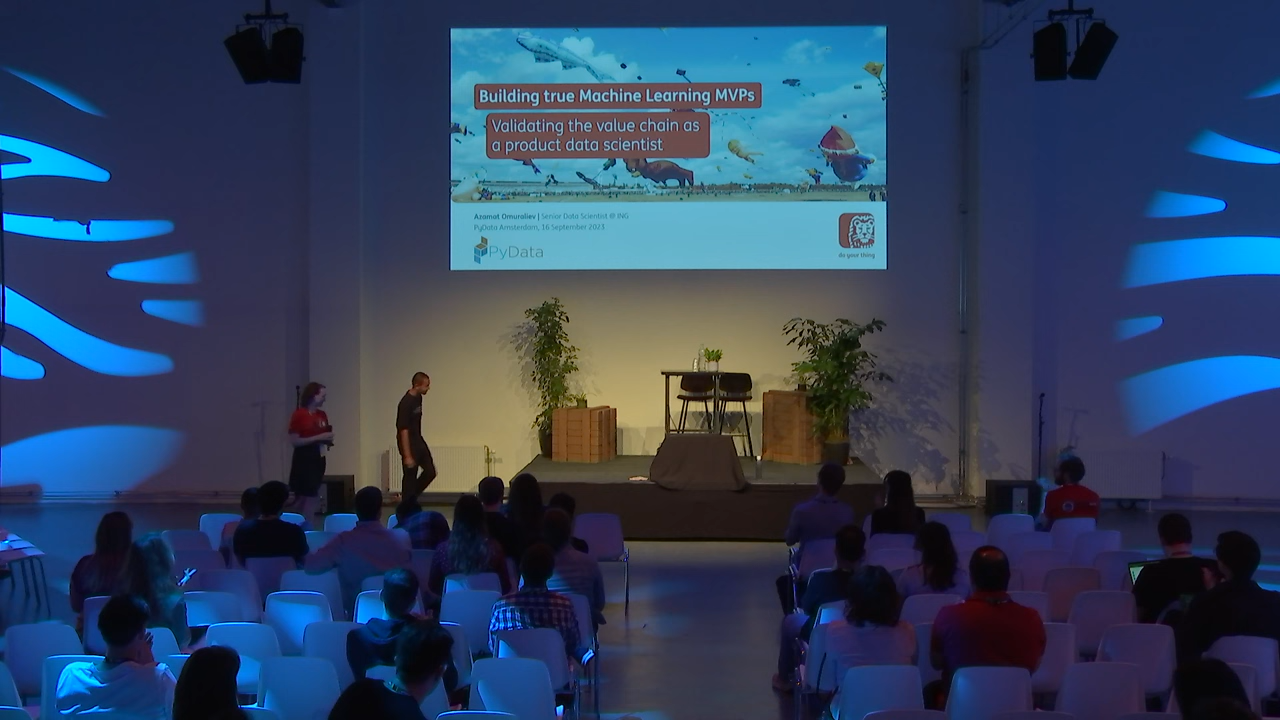 Building true Machine Learning MVPs
Validating the value chain as
a product data scientist
Azamat Omuraliev | Senior Data Scientist @ ING
PyData Amsterdam, 16 September 2023
PyData
do your thing